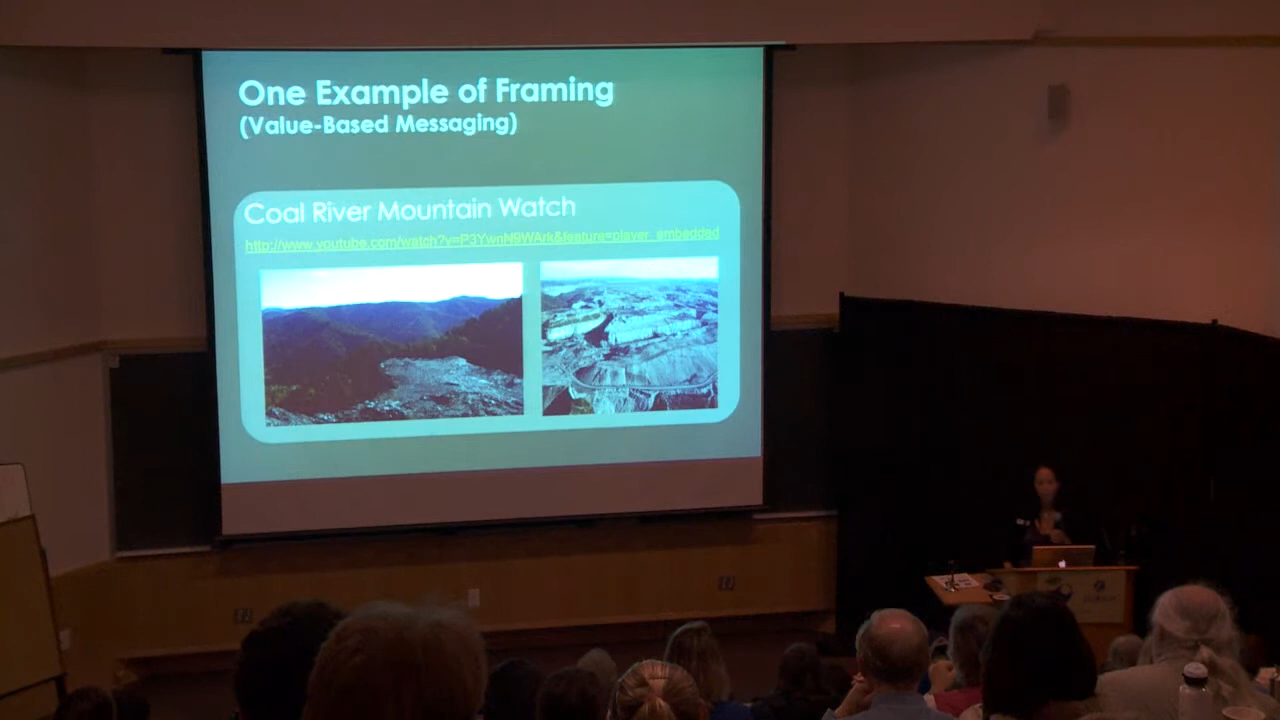 One Example of Framing
(Value-Based Messaging)
Coal River Mountain Watch
http://www.youtube.com/watch?v=P3YwnN9WArk&feature=player_embedded